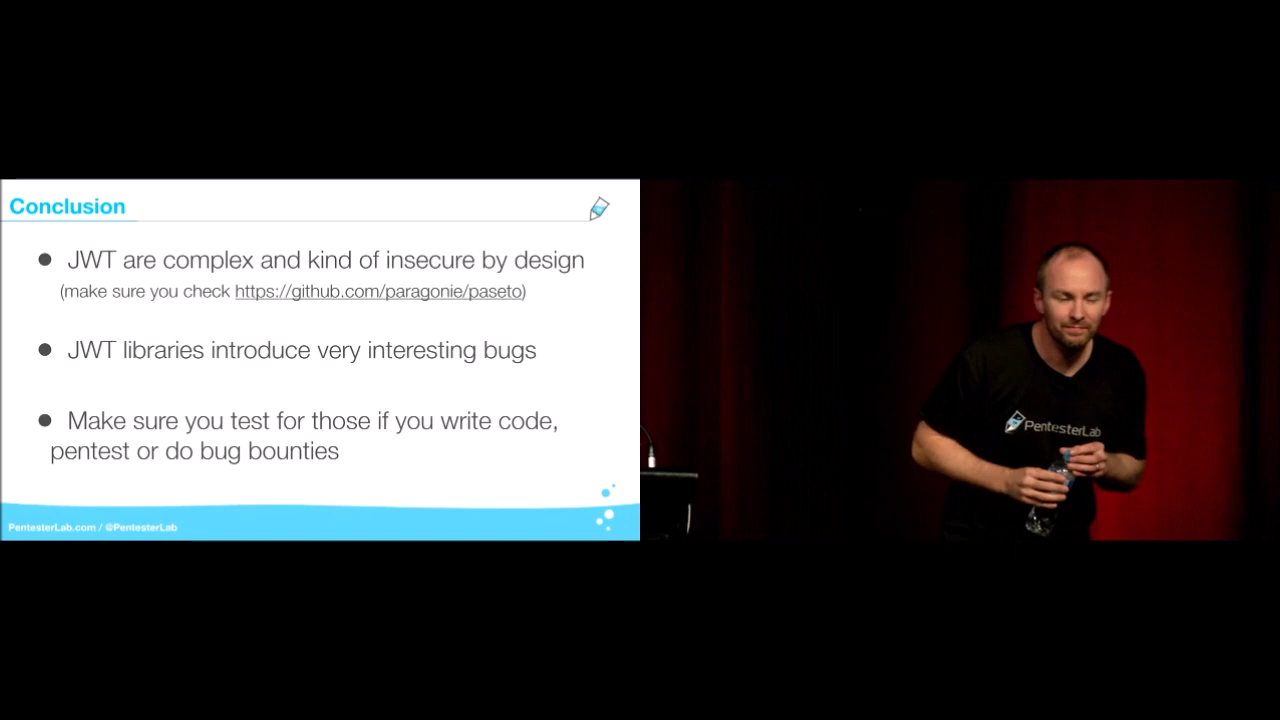 Conclusion
● JWT are complex and kind of insecure by design
(make sure you check https://github.com/paragonie/paseto)
● JWT libraries introduce very interesting bugs
● Make sure you test for those if you write code,
pentest or do bug bounties
PentesterLab.com / @PentesterLab
PentesterLab